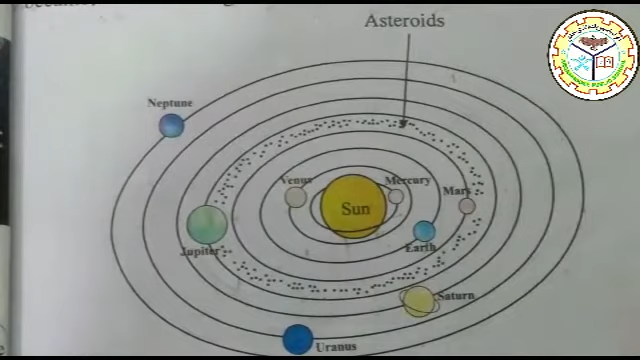 Asteroids
Neptune
Venus
Mercury
Mars
Sun
Earth
Jupiter
Saturn
Uranus